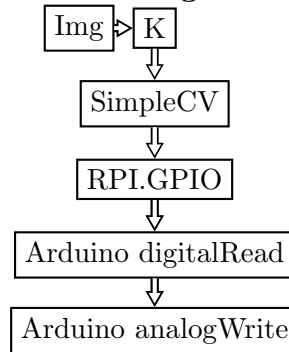 Img K
SimpleCV
RPI.GPIO
Arduino digitalRead
Arduino analogWrite